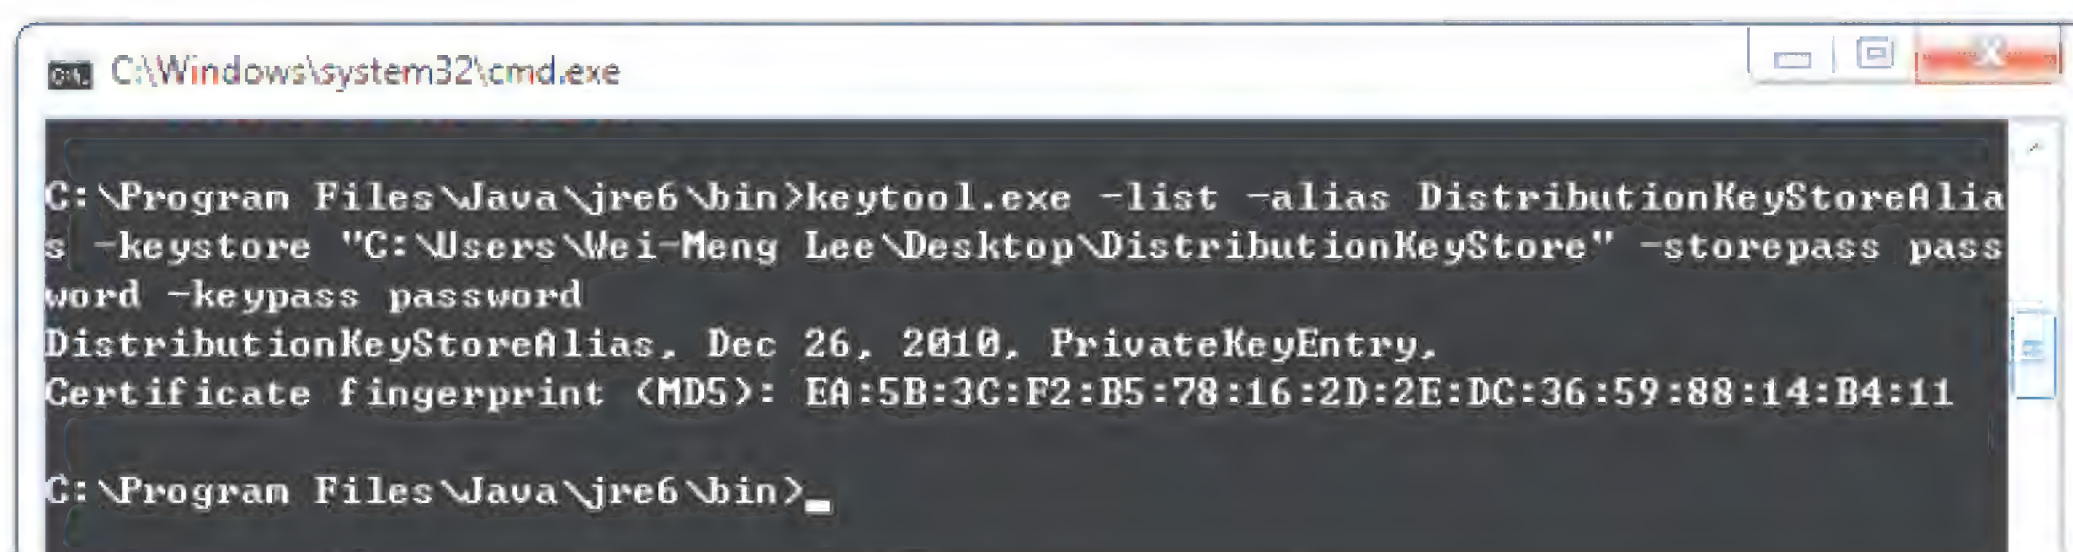 C:\Windows\system32\cmd.exe
C:\Program Files\Java\jre6\bin>keytool.exe -list -alias DistributionKeyStoreAlia
s -keystore "C:\Users\Wei-Meng Lee\Desktop\DistributionKeyStore" -storepass pass
word -keypass password
DistributionKeyStoreAlias, Dec 26, 2010, PrivateKeyEntry,
Certificate fingerprint (MD5): EA:5B:3C:F2:B5:78:16:2D:2E:DC:36:59:88:14:B4:11
C:\Program Files\Java\jre6\bin>